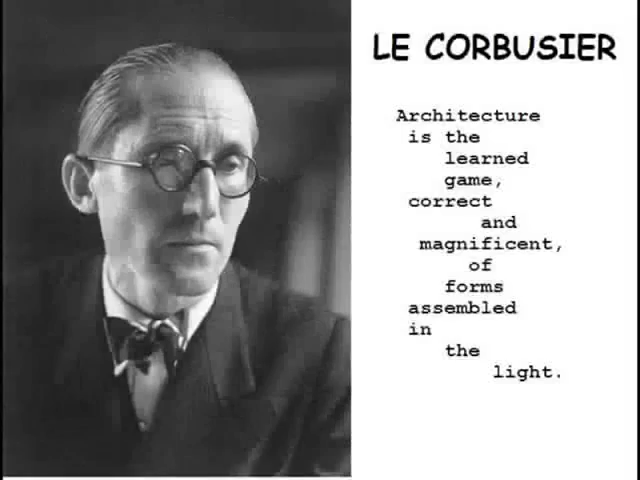 LE CORBUSIER
Architecture
is the
learned
game,
correct
and
magnificent,
of
forms
assembled
in
the
light.